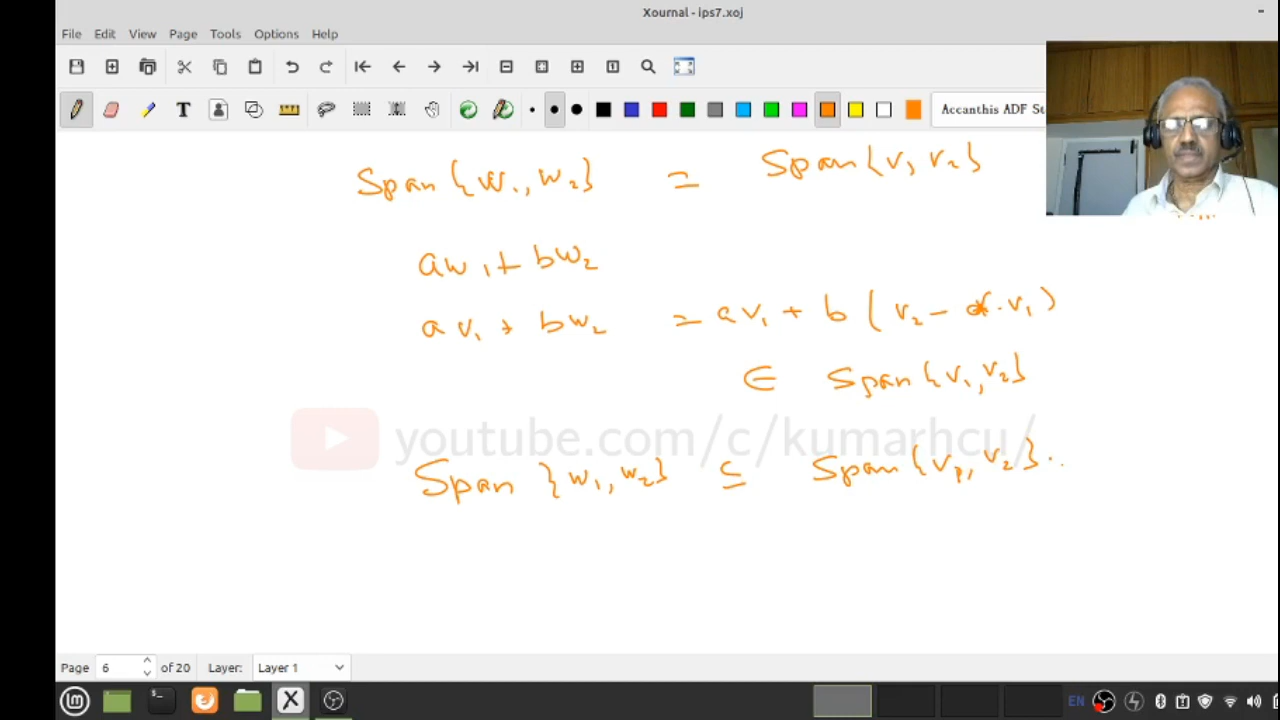 Xournal - ips7.xoj
File Edit View Page Tools Options Help
Accanthis ADF St
Span{w₁, w₂} = Span{v, v₂}
aw₁ + bw₂
av₁ + bw₂ = av₁ + b(v₂ - α·v₁)
∈ Span{v₁, v₂}
youtube.com/c/kumarhcu/
Span {w₁, w₂} ⊆ Span{v₁, v₂}.
Page 6 of 20 Layer: Layer 1
EN